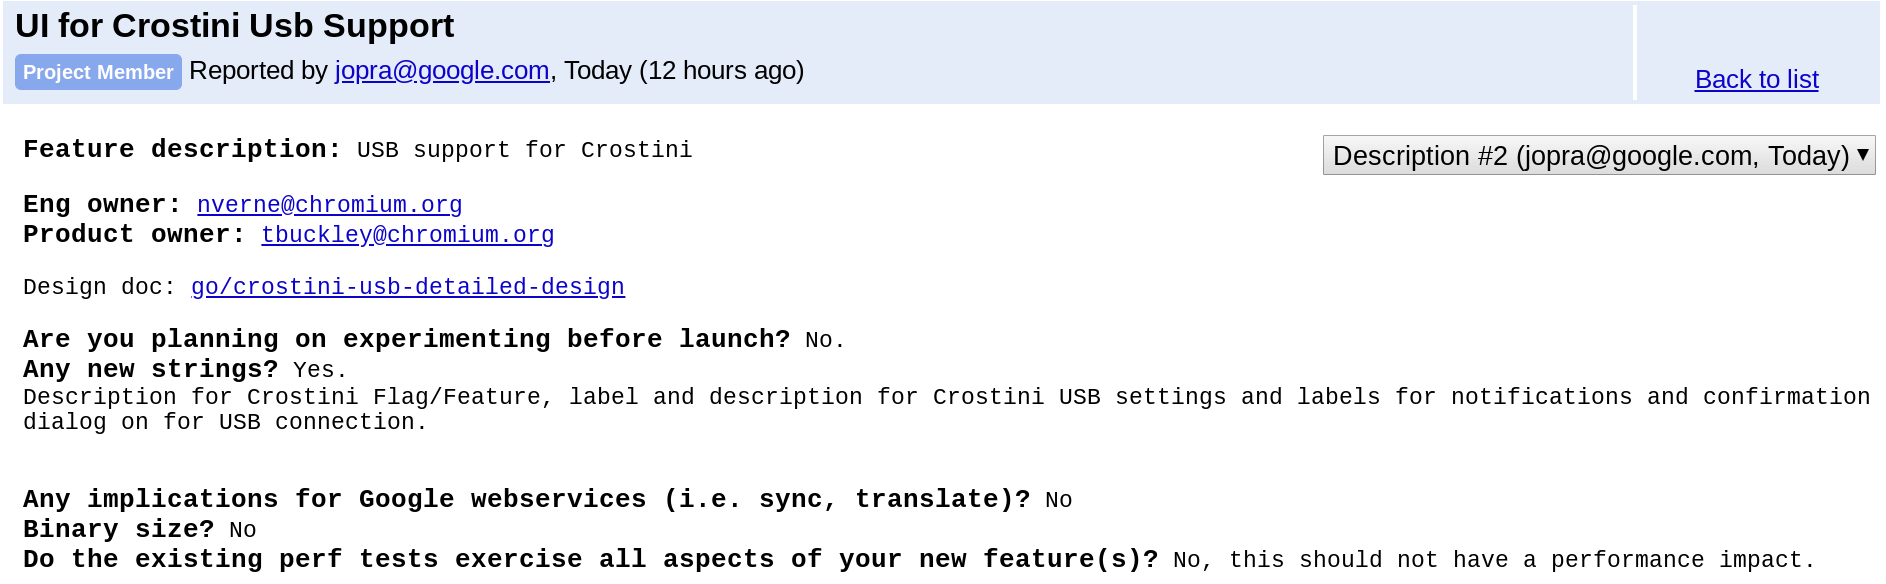 UI for Crostini Usb Support
Project Member Reported by jopra@google.com, Today (12 hours ago)
Back to list
Feature description: USB support for Crostini
Description #2 (jopra@google.com, Today)
Eng owner: nverne@chromium.org
Product owner: tbuckley@chromium.org
Design doc: go/crostini-usb-detailed-design
Are you planning on experimenting before launch? No.
Any new strings? Yes.
Description for Crostini Flag/Feature, label and description for Crostini USB settings and labels for notifications and confirmation
dialog on for USB connection.
Any implications for Google webservices (i.e. sync, translate)? No
Binary size? No
Do the existing perf tests exercise all aspects of your new feature(s)? No, this should not have a performance impact.